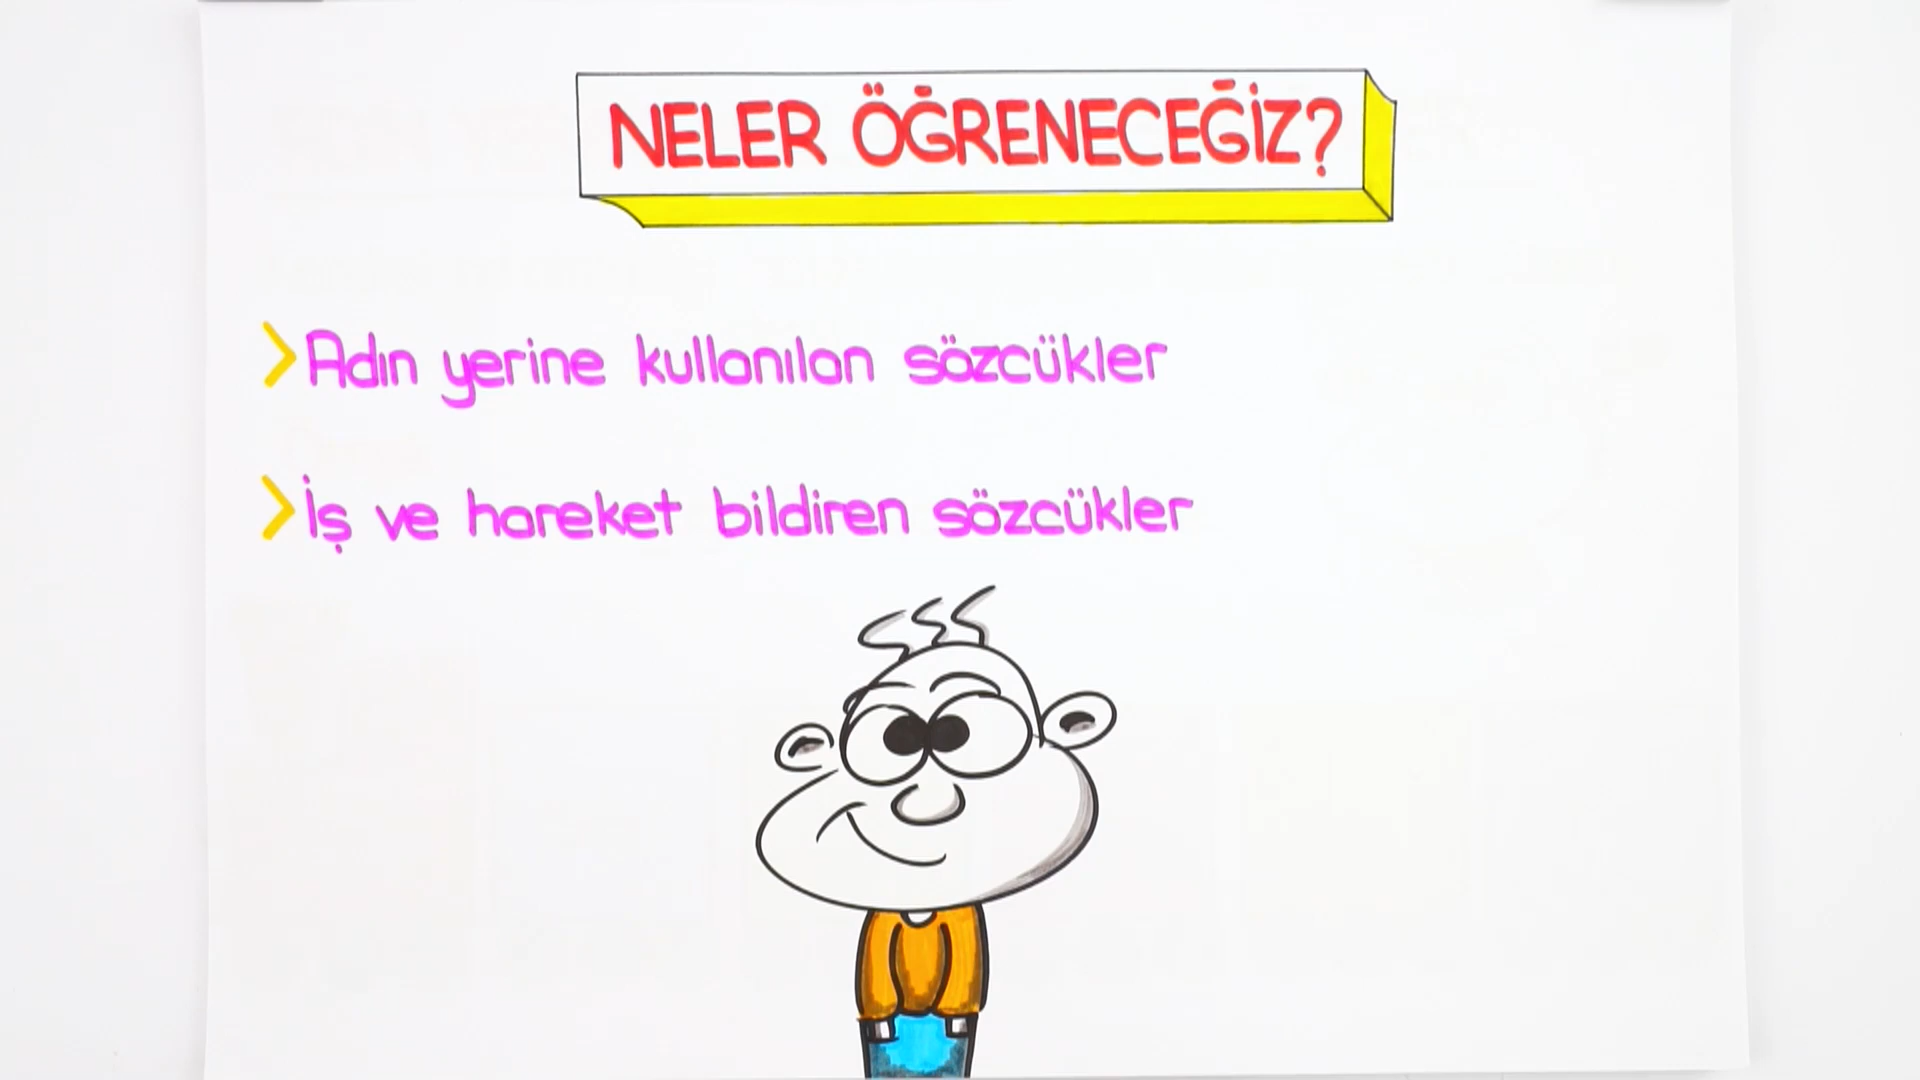 NELER ÖĞRENECEĞİZ?
Adın yerine kullanılan sözcükler
İş ve hareket bildiren sözcükler